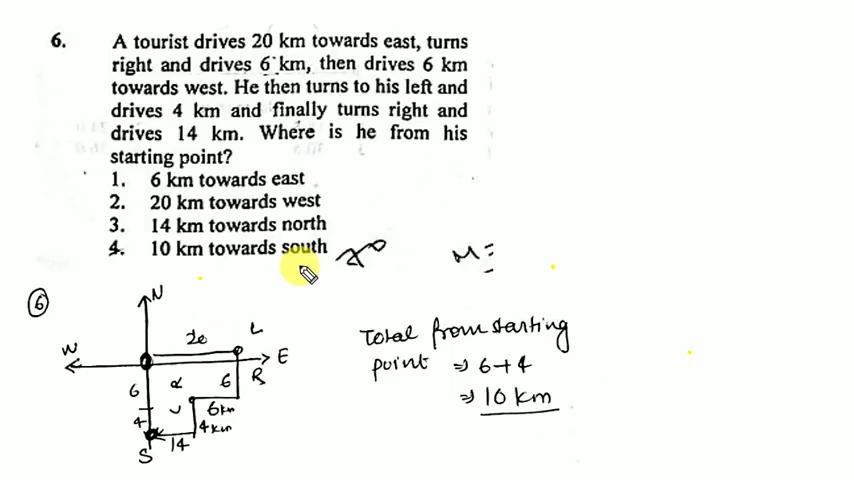 6. A tourist drives 20 km towards east, turns
right and drives 6 km, then drives 6 km
towards west. He then turns to his left and
drives 4 km and finally turns right and
drives 14 km. Where is he from his
starting point?
1. 6 km towards east
2. 20 km towards west
3. 14 km towards north
4. 10 km towards south
6
N
20
L
W
E
R
6
6
6km
4
4km
14
S
Total from starting
point ⇒ 6+4
⇒ 10 km